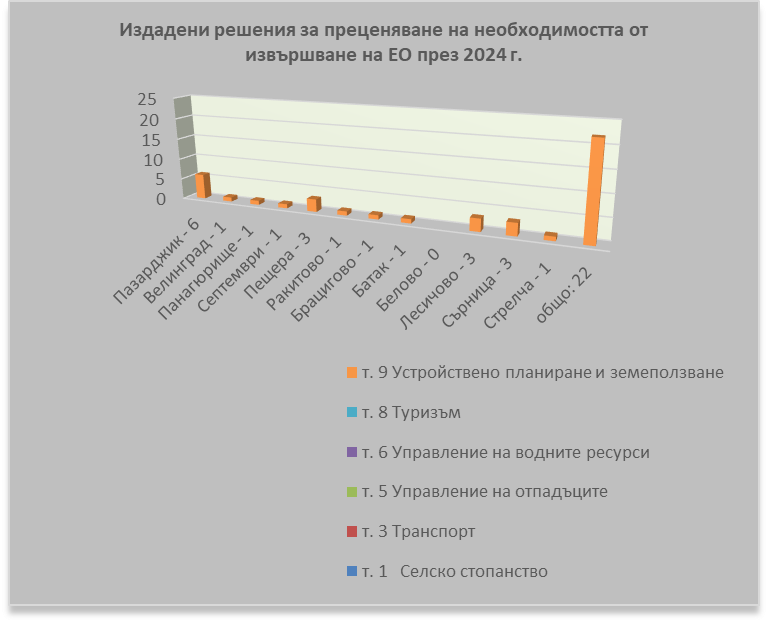 Издадени решения за преценяване на необходимостта от
извършване на ЕО през 2024 г.
25
20
15
10
5
0
Пазарджик - 6
Велинград - 1
Панагюрище - 1
Септември - 1
Пещера - 3
Ракитово - 1
Брацигово - 1
Батак - 1
Белово - 0
Лесичово - 3
Сърница - 3
Стрелча - 1
общо: 22
т. 9 Устройствено планиране и земеползване
т. 8 Туризъм
т. 6 Управление на водните ресурси
т. 5 Управление на отпадъците
т. 3 Транспорт
т. 1 Селско стопанство